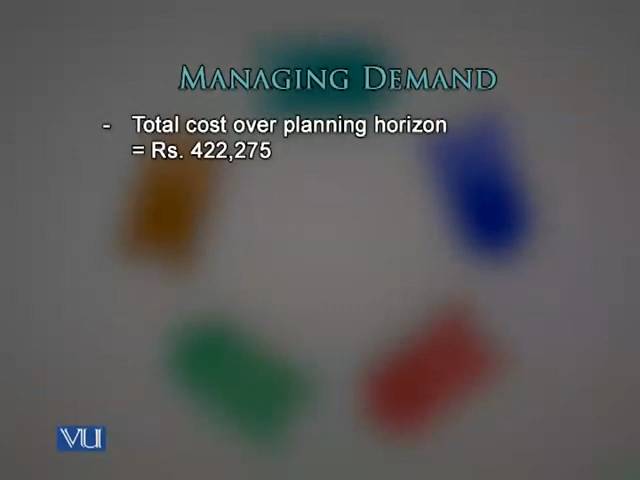 MANAGING DEMAND
- Total cost over planning horizon
= Rs. 422,275
VU